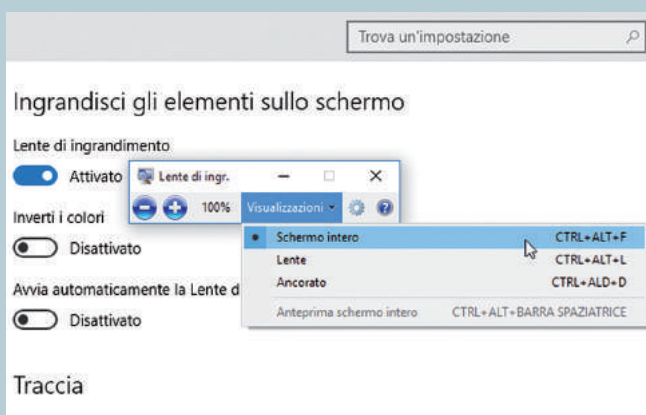 Trova un'impostazione
Ingrandisci gli elementi sullo schermo
Lente di ingrandimento
Attivato
Lente di ingr.
100% Visualizzazioni
Inverti i colori
Disattivato
Schermo intero CTRL+ALT+F
Lente CTRL+ALT+L
Ancorato CTRL+ALD+D
Anteprima schermo intero CTRL+ALT+BARRA SPAZIATRICE
Avvia automaticamente la Lente d
Disattivato
Traccia